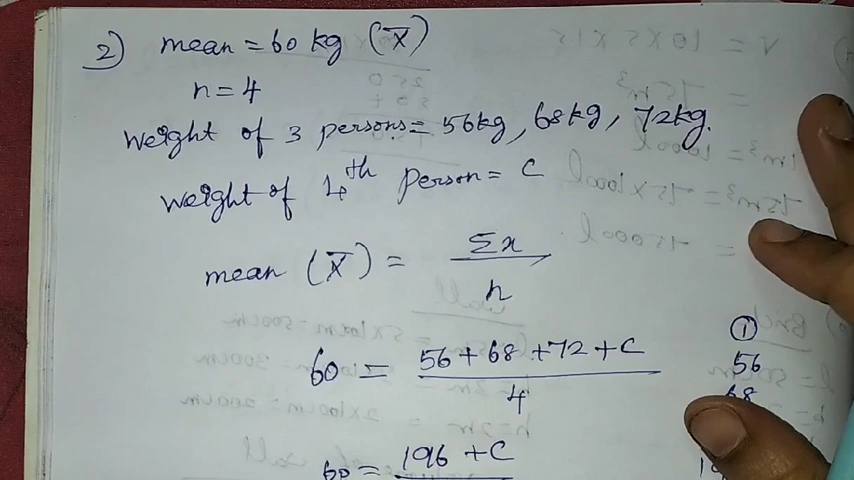 2) mean = 60 kg (x̄)
n = 4
weight of 3 persons = 56kg, 68kg, 72kg.
weight of 4th person = C
mean (x̄) = Σx / n
60 = 56 + 68 + 72 + C / 4
60 = 196 + C
①
56
68